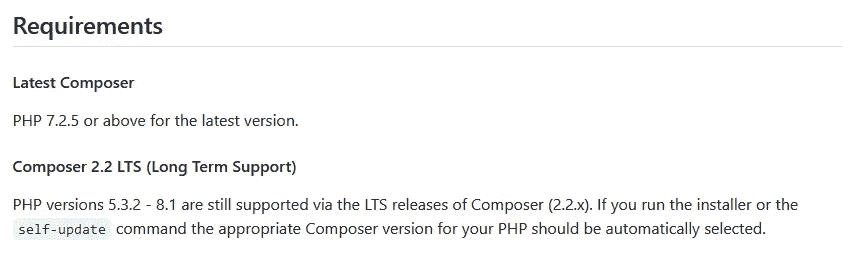 Requirements
Latest Composer
PHP 7.2.5 or above for the latest version.
Composer 2.2 LTS (Long Term Support)
PHP versions 5.3.2 - 8.1 are still supported via the LTS releases of Composer (2.2.x). If you run the installer or the
self-update command the appropriate Composer version for your PHP should be automatically selected.